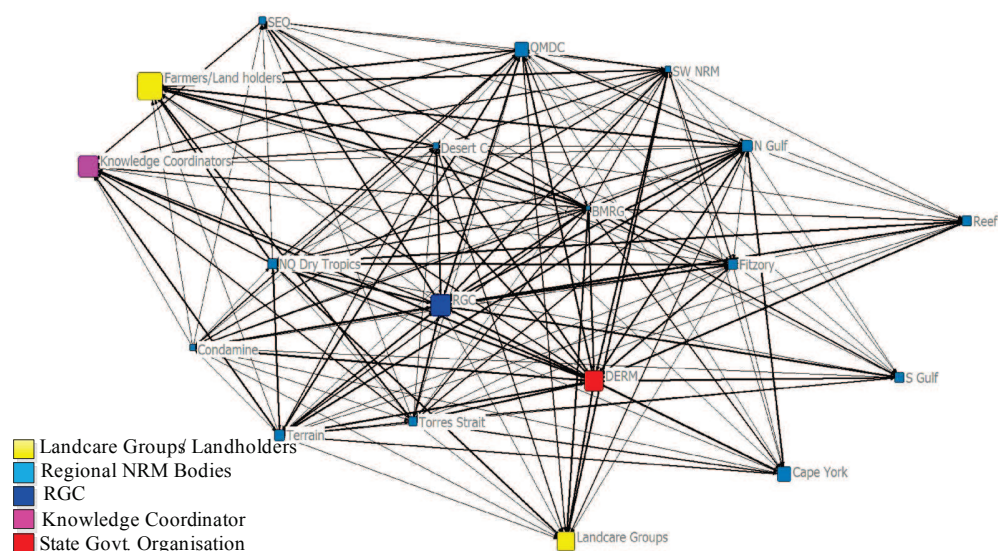 SEQ
QMDC
SW NRM
Farmers/Land holders
Desert C
N Gulf
Knowledge Coordinators
BMRG
Reef
NQ Dry Tropics
Fitzory
RGC
Condamine
DERM
S Gulf
Torres Strait
Terrain
Cape York
Landcare Groups
Landcare Groups/ Landholders
Regional NRM Bodies
RGC
Knowledge Coordinator
State Govt. Organisation